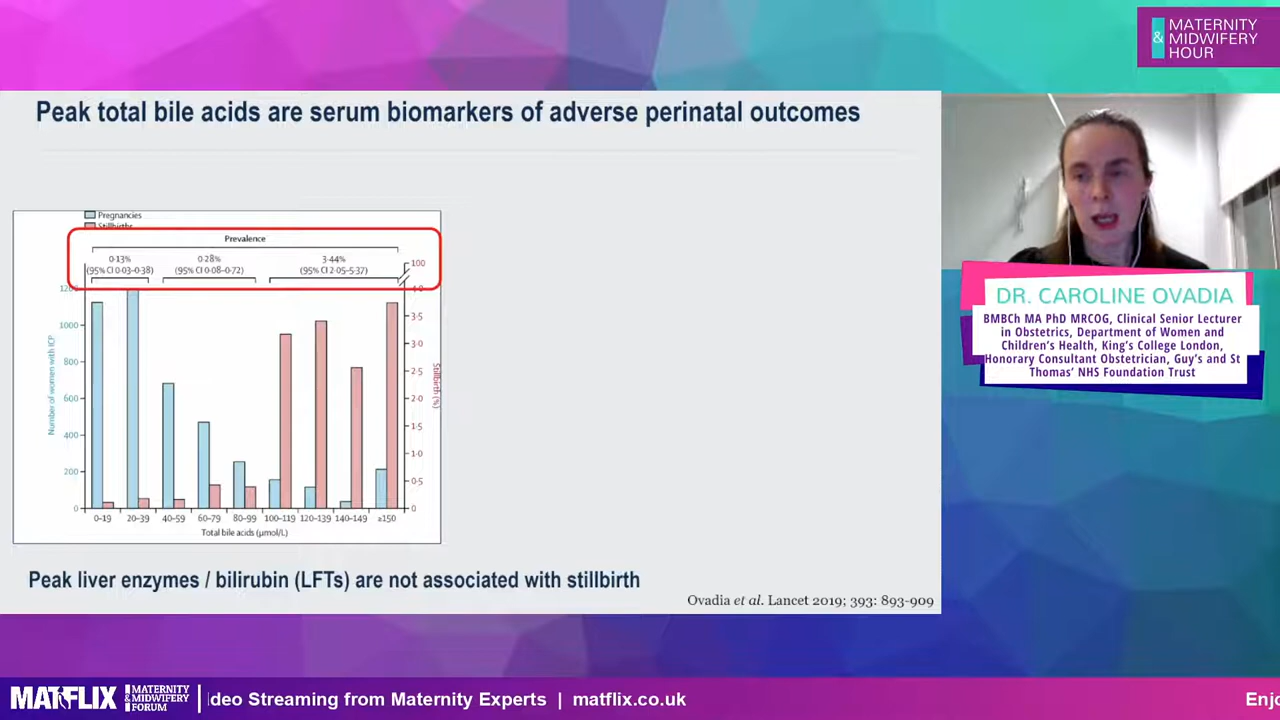 MATERNITY
& MIDWIFERY
HOUR
Peak total bile acids are serum biomarkers of adverse perinatal outcomes
Pregnancies
Stillbirths
Prevalence
0·13%
(95% CI 0·03–0·38)
0·28%
(95% CI 0·08–0·72)
3·44%
(95% CI 2·05–5·37)
100
1200
1000
800
600
400
200
0
4·0
3·5
3·0
2·5
2·0
1·5
1·0
0·5
0
Number of women with ICP
Stillbirth (%)
0–19 20–39 40–59 60–79 80–99 100–119 120–139 140–149 ≥150
Total bile acids (μmol/L)
Peak liver enzymes / bilirubin (LFTs) are not associated with stillbirth
Ovadia et al. Lancet 2019; 393: 893-909
DR. CAROLINE OVADIA
BMBCh MA PhD MRCOG, Clinical Senior Lecturer
in Obstetrics, Department of Women and
Children's Health, King's College London,
Honorary Consultant Obstetrician, Guy's and St
Thomas' NHS Foundation Trust
MATFLIX
MATERNITY
& MIDWIFERY
FORUM
deo Streaming from Maternity Experts | matflix.co.uk
Enjo